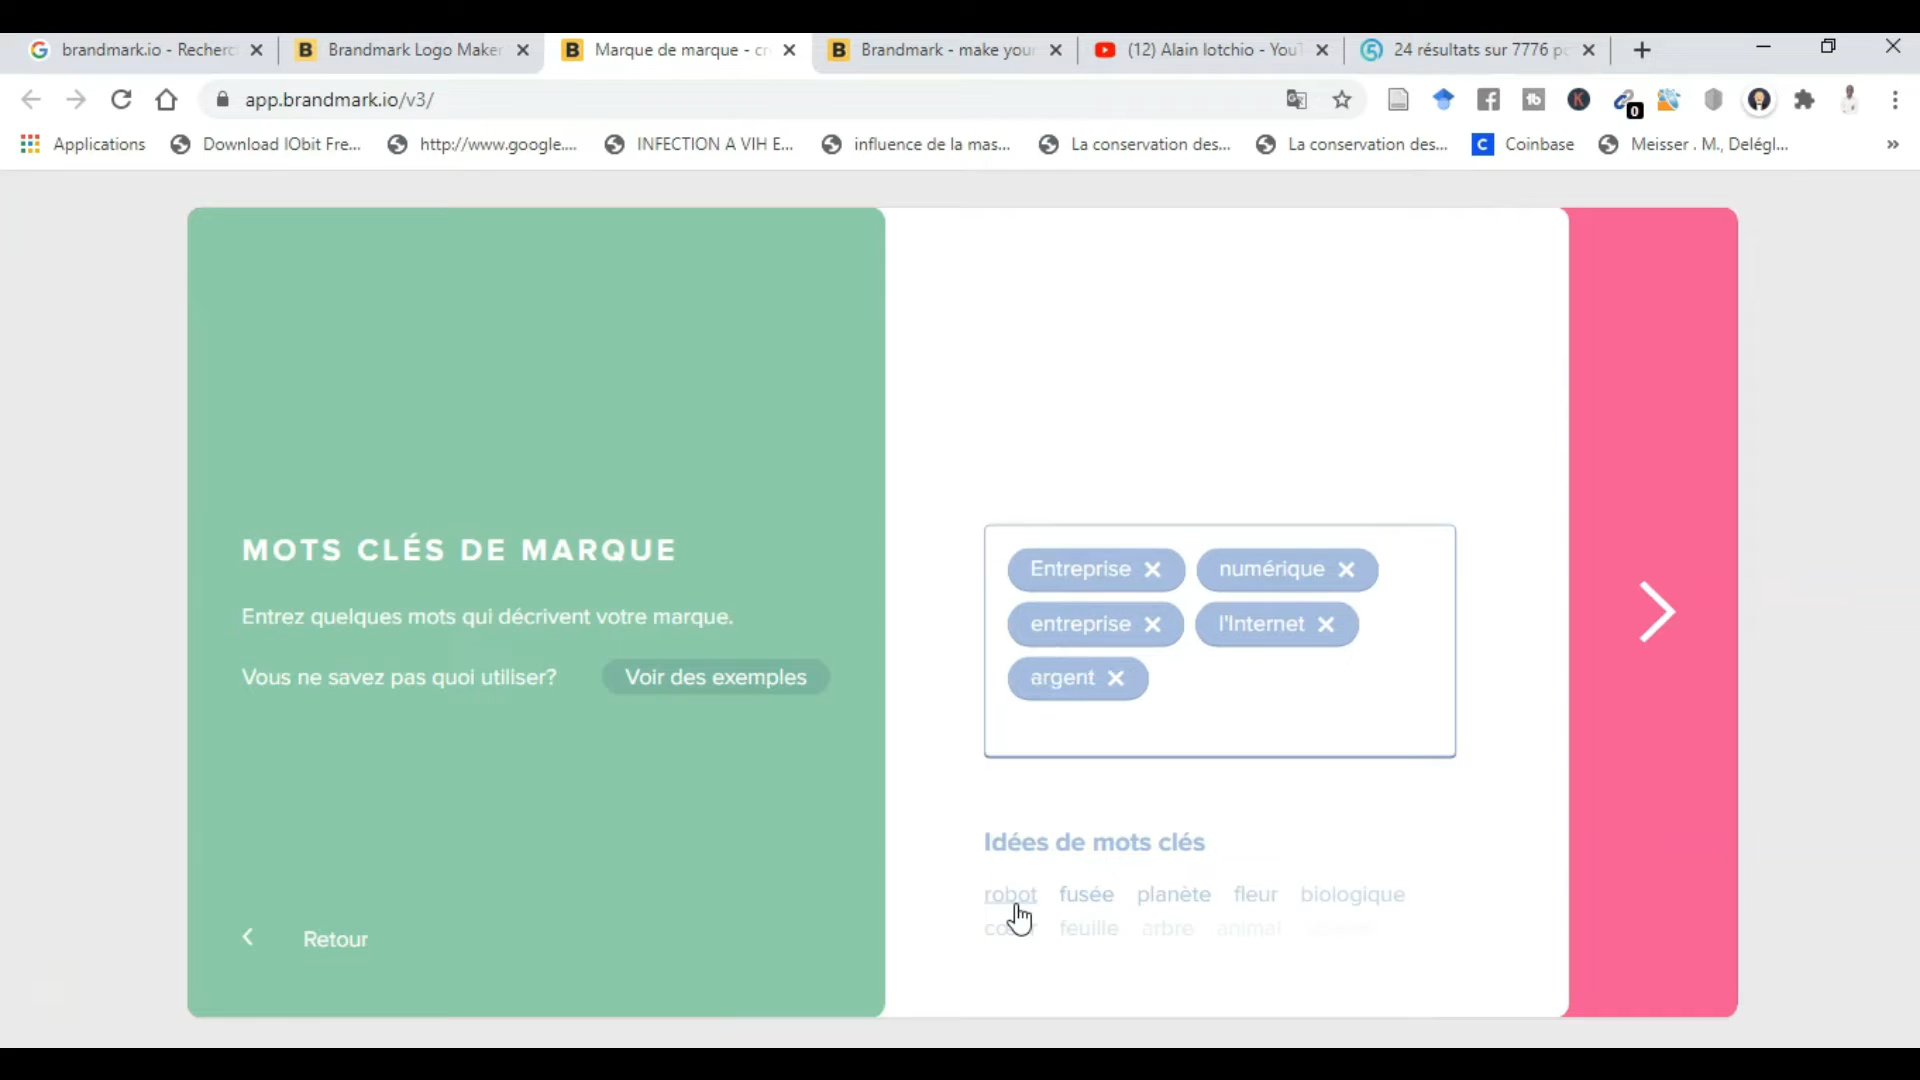 brandmark.io - Recherc
Brandmark Logo Maker
Marque de marque - cr
Brandmark - make your
(12) Alain lotchio - You
24 résultats sur 7776 p
app.brandmark.io/v3/
0
Applications
Download IObit Fre...
http://www.google....
INFECTION A VIH E...
influence de la mas...
La conservation des...
La conservation des...
Coinbase
Meisser . M., Delégl...
MOTS CLÉS DE MARQUE
Entrez quelques mots qui décrivent votre marque.
Vous ne savez pas quoi utiliser?
Voir des exemples
Retour
Entreprise
numérique
entreprise
l'Internet
argent
Idées de mots clés
robot fusée planète fleur biologique
feuille arbre animal